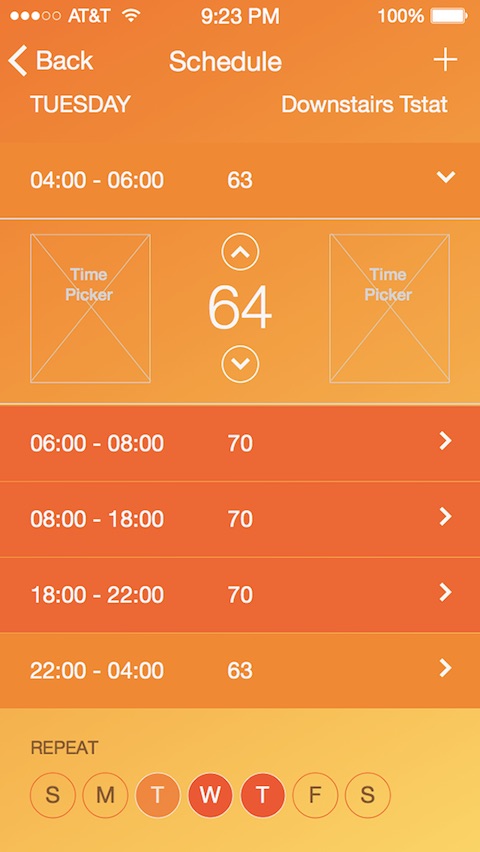 AT&T 9:23 PM 100%
Back Schedule +
TUESDAY Downstairs Tstat
04:00 - 06:00 63
Time Picker 64 Time Picker
06:00 - 08:00 70
08:00 - 18:00 70
18:00 - 22:00 70
22:00 - 04:00 63
REPEAT
S M T W T F S